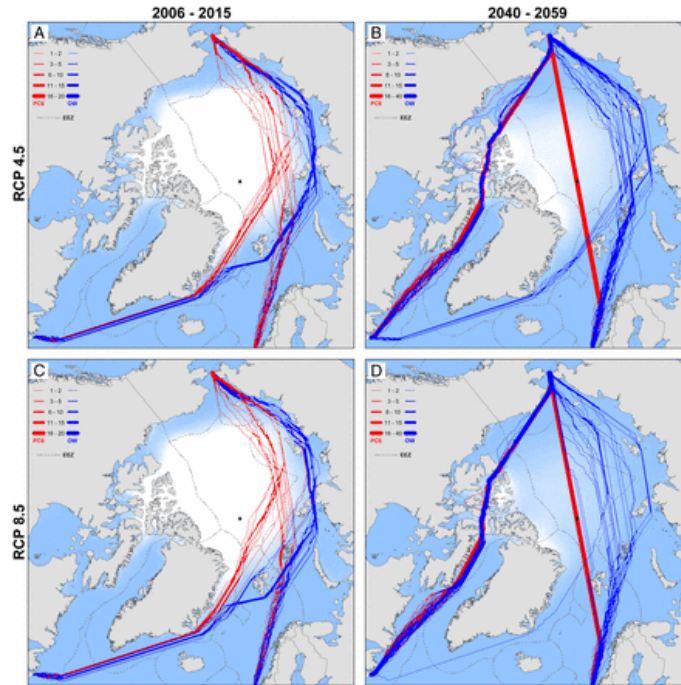 2006 - 2015
2040 - 2059
RCP 4.5
A
1 - 2
3 - 5
6 - 10
11 - 15
16 - 20
PC6 OW
EEZ
B
1 - 2
3 - 5
6 - 10
11 - 15
16 - 40
PC6 OW
EEZ
RCP 8.5
C
1 - 2
3 - 5
6 - 10
11 - 15
16 - 20
PC6 OW
EEZ
D
1 - 2
3 - 5
6 - 10
11 - 15
16 - 40
PC6 OW
EEZ